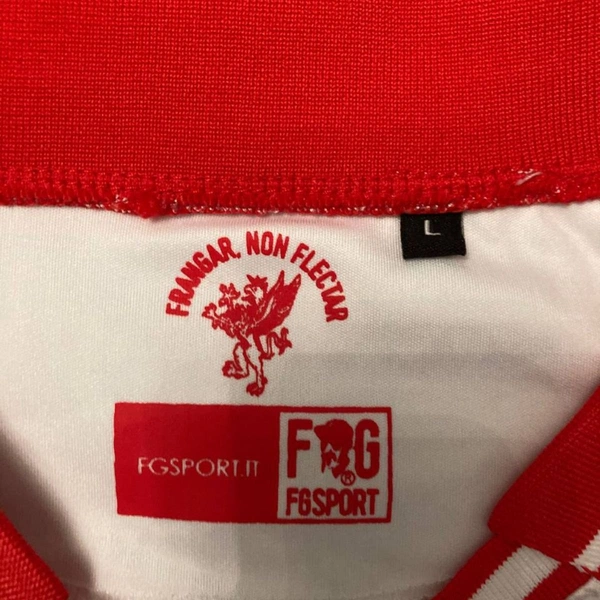 L
FRANGAR, NON FLECTAR
FGSPORT.IT
FG
®
FGSPORT